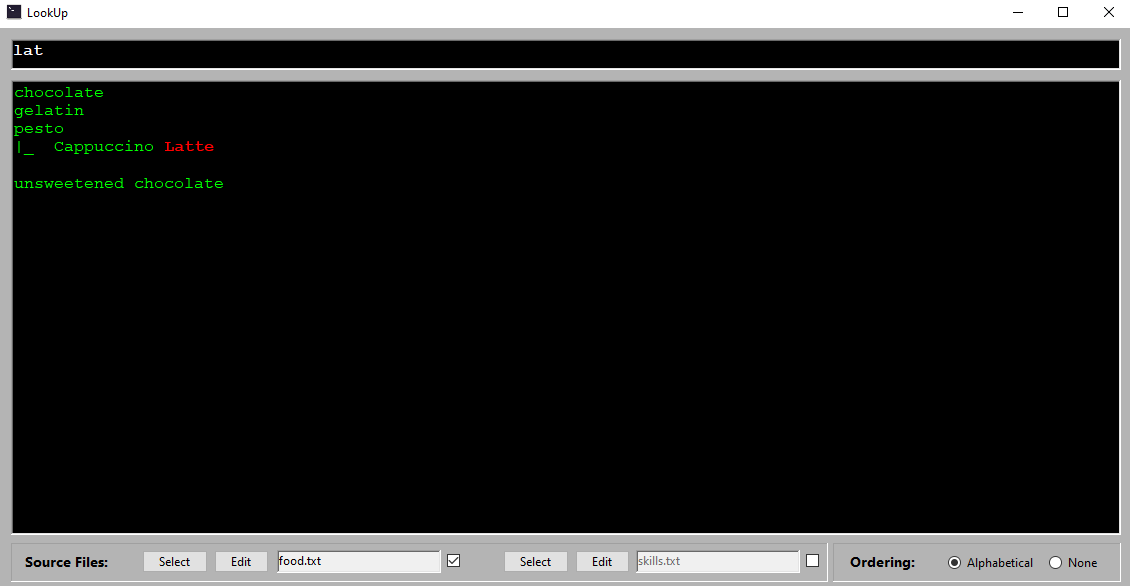 LookUp
lat
chocolate
gelatin
pesto
|_  Cappuccino Latte
unsweetened chocolate
Source Files: Select Edit food.txt Select Edit skills.txt Ordering: Alphabetical None